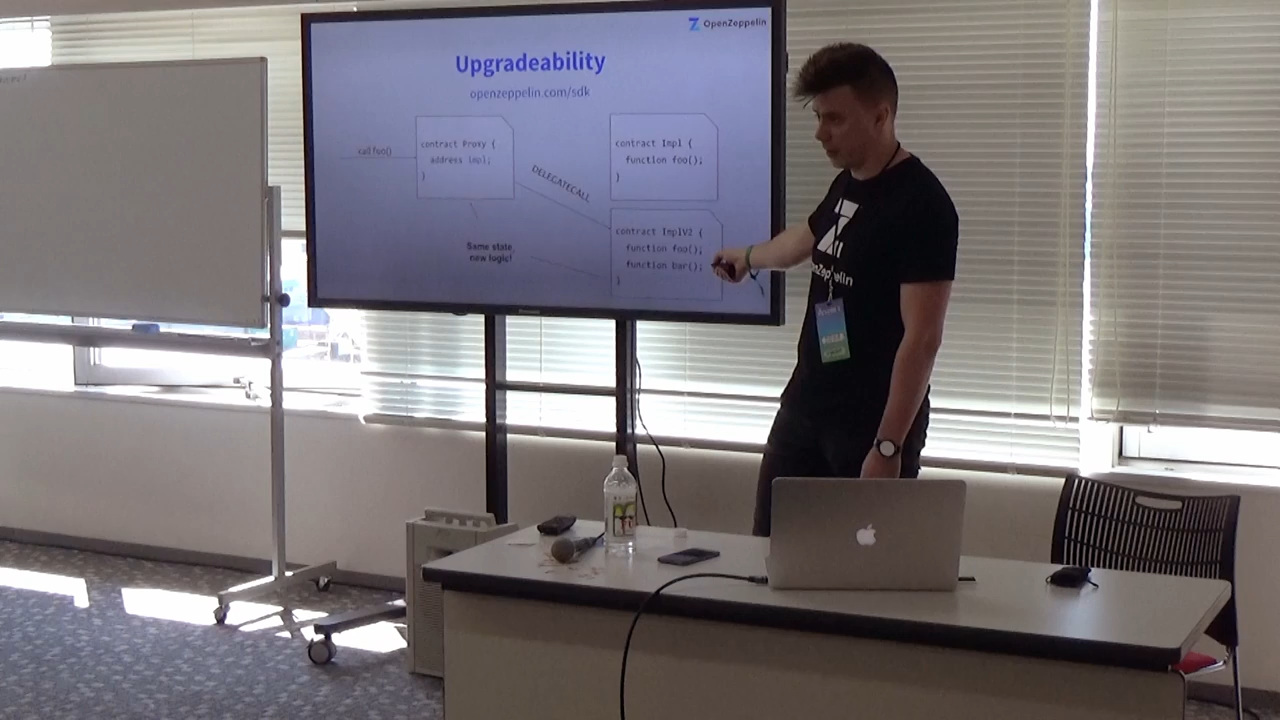 OpenZeppelin
Upgradeability
openzeppelin.com/sdk
call foo()
contract Proxy {
address impl;
}
DELEGATECALL
contract Impl {
function foo();
}
contract ImplV2 {
function foo();
function bar();
}
Same state,
new logic!